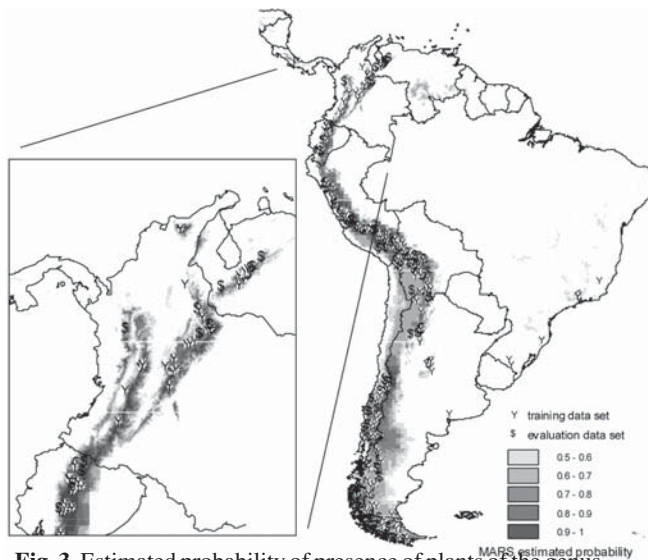 Y training data set
$ evaluation data set
0.5 - 0.6
0.6 - 0.7
0.7 - 0.8
0.8 - 0.9
0.9 - 1
MARS estimated probability
Fig. 3. Estimated probability of presence of plants of the genus